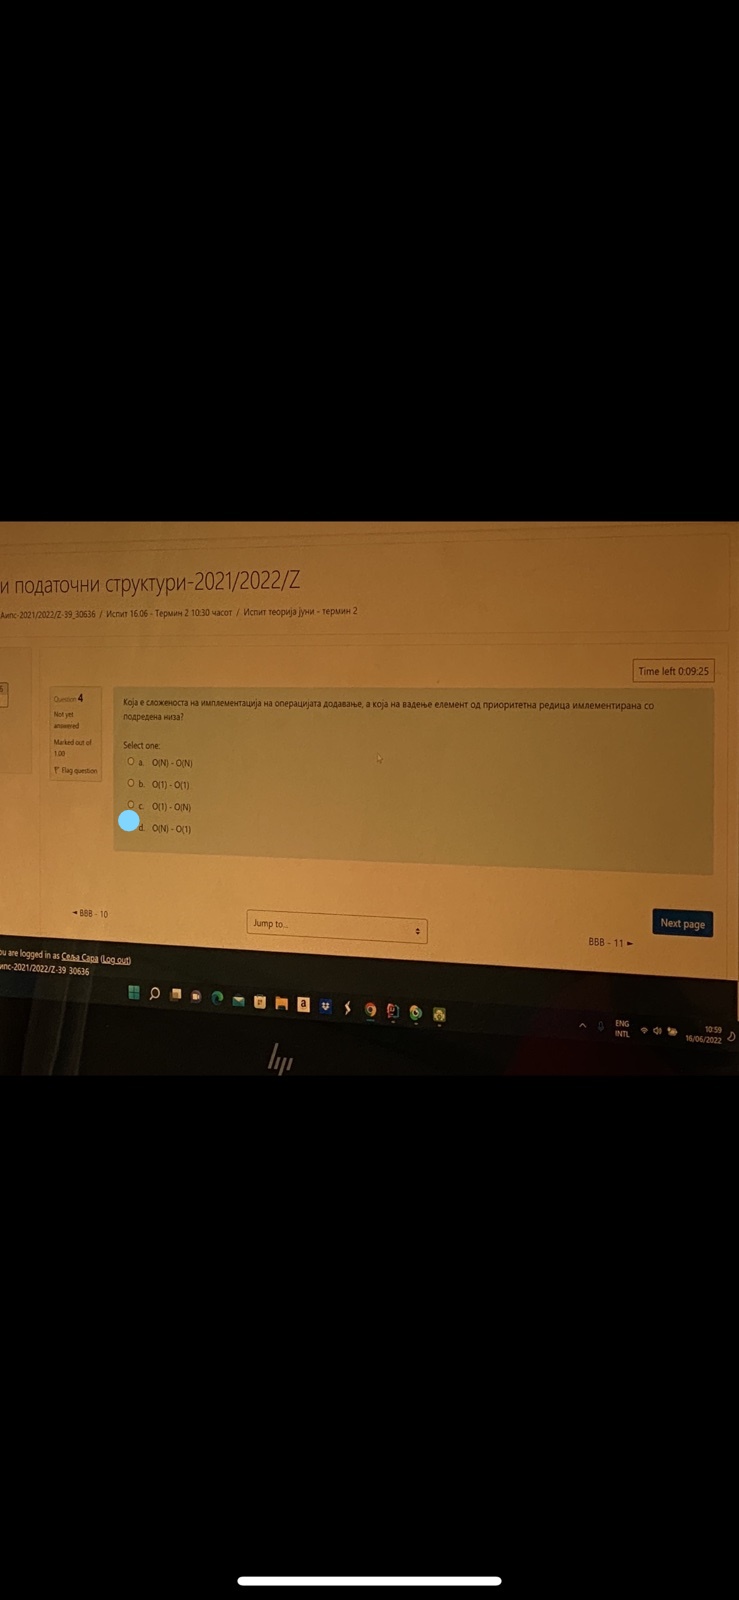 и податочни структури-2021/2022/Z
Аипс-2021/2022/Z-39_30636 / Испит 16.06 - Термин 2 10:30 часот / Испит теорија јуни - термин 2
Time left 0:09:25
Question 4
Not yet
answered
Marked out of
1.00
Flag question
Која е сложеноста на имплементација на операцијата додавање, а која на вадење елемент од приоритетна редица имлементирана со
подредена низа?
Select one:
a. O(N) - O(N)
b. O(1) - O(1)
c. O(1) - O(N)
d. O(N) - O(1)
◄ BBB - 10
Jump to...
Next page
BBB - 11 ►
ou are logged in as Сеља Сара (Log out)
ипс-2021/2022/Z-39 30636
ENG
INTL
10:59
16/06/2022
hp